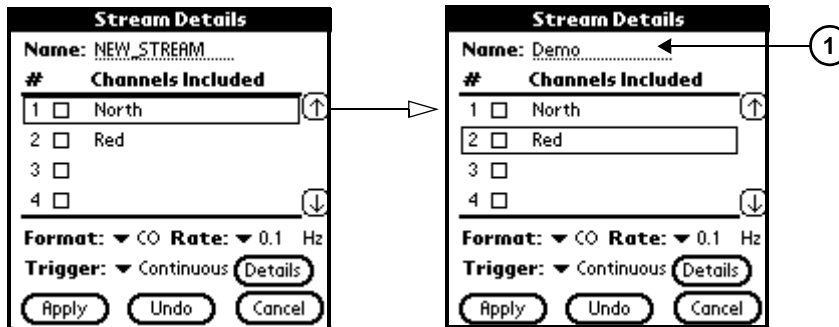 Stream Details
Name: NEW_STREAM
# Channels Included
1 North
2 Red
3
4
Format: CO Rate: 0.1 Hz
Trigger: Continuous Details
Apply Undo Cancel
Stream Details
Name: Demo
# Channels Included
1 North
2 Red
3
4
Format: CO Rate: 0.1 Hz
Trigger: Continuous Details
Apply Undo Cancel
1